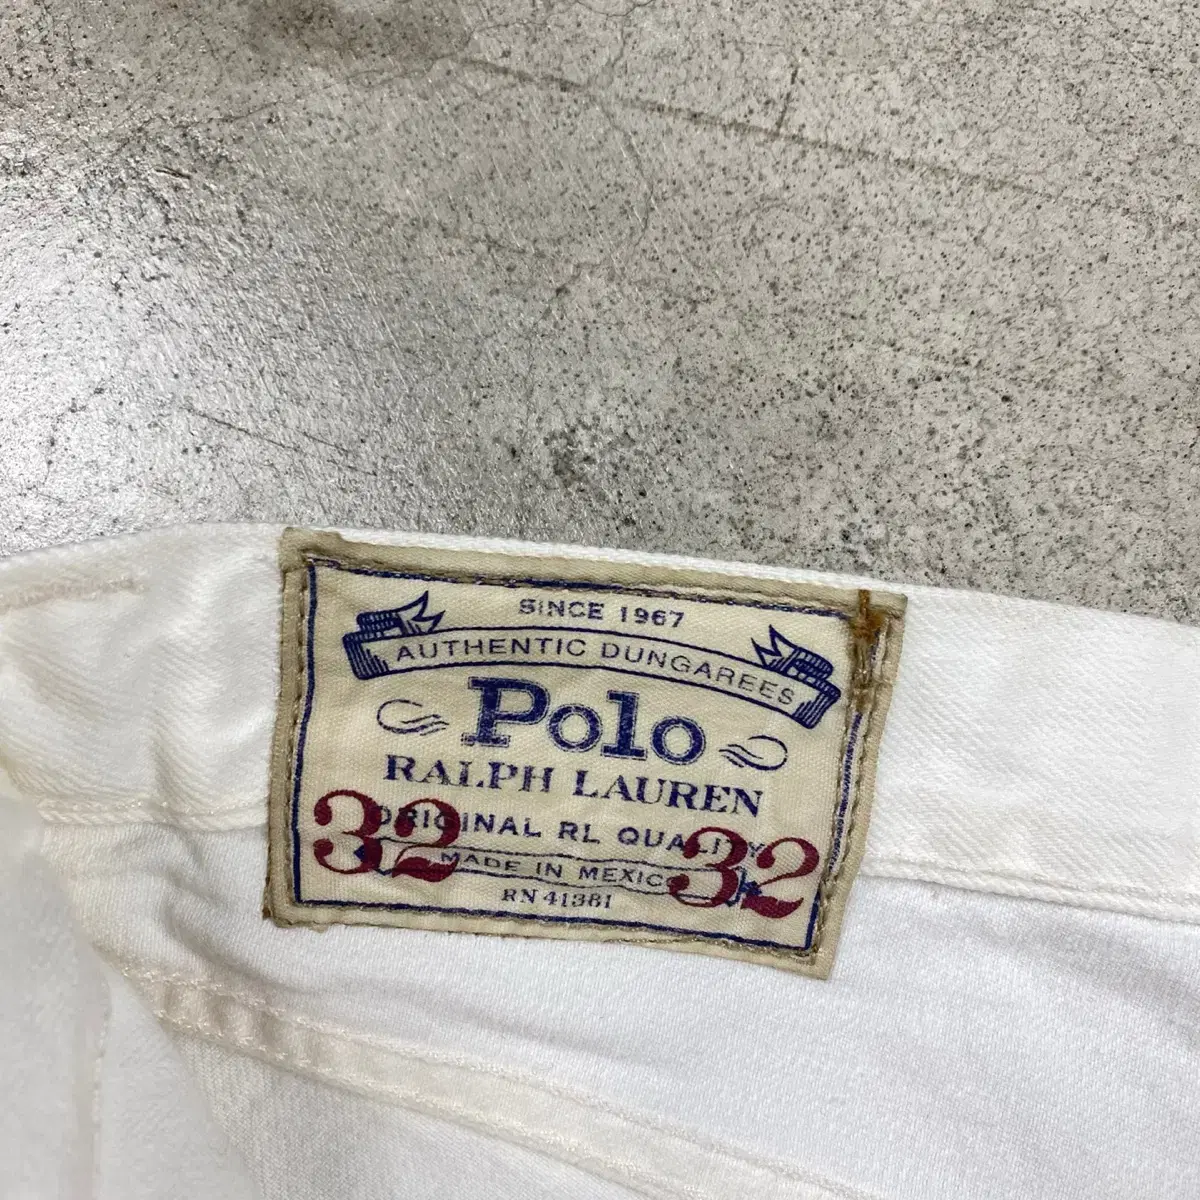 SINCE 1967
AUTHENTIC DUNGAREES
Polo
RALPH LAUREN
ORIGINAL RL QUALITY
32 32
MADE IN MEXICO
RN 41381